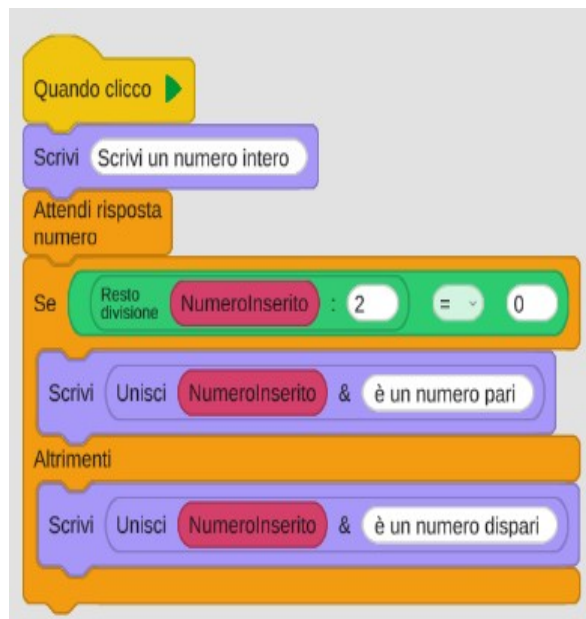 Quando clicco
Scrivi Scrivi un numero intero
Attendi risposta
numero
Se Resto divisione NumeroInserito : 2 = 0
Scrivi Unisci NumeroInserito & è un numero pari
Altrimenti
Scrivi Unisci NumeroInserito & è un numero dispari